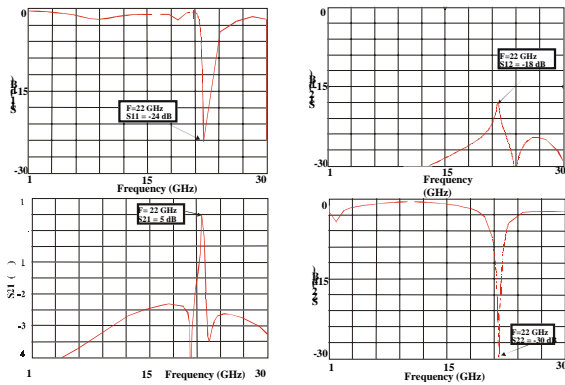 0
-15
-30
F=22 GHz
S11 = -24 dB
1
15
30
Frequency (GHz)
0
-15
-30
F=22 GHz
S12 = -18 dB
1
15
30
Frequency
(GHz)
1
-2
-3
4
S21 (
F= 22 GHz
S21 = 5 dB
1
15
Frequency (GHz)
30
0
-15
-30
F=22 GHz
S22 = -30 dB
1
15
30
Frequency (GHz)